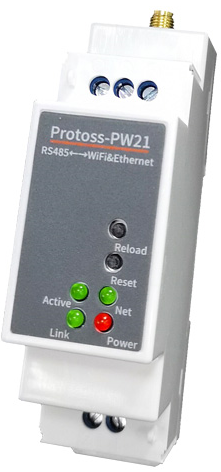 Protoss-PW21
RS485←→WiFi&Ethernet
Reload
Reset
Active
Net
Link
Power